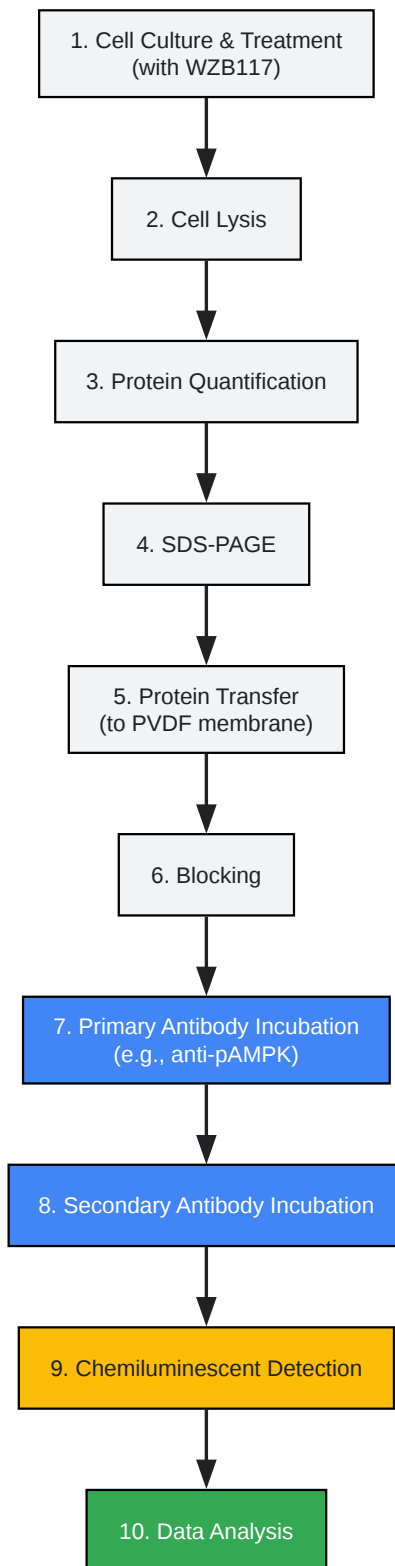 1. Cell Culture & Treatment
(with WZB117)
2. Cell Lysis
3. Protein Quantification
4. SDS-PAGE
5. Protein Transfer
(to PVDF membrane)
6. Blocking
7. Primary Antibody Incubation
(e.g., anti-pAMPK)
8. Secondary Antibody Incubation
9. Chemiluminescent Detection
10. Data Analysis